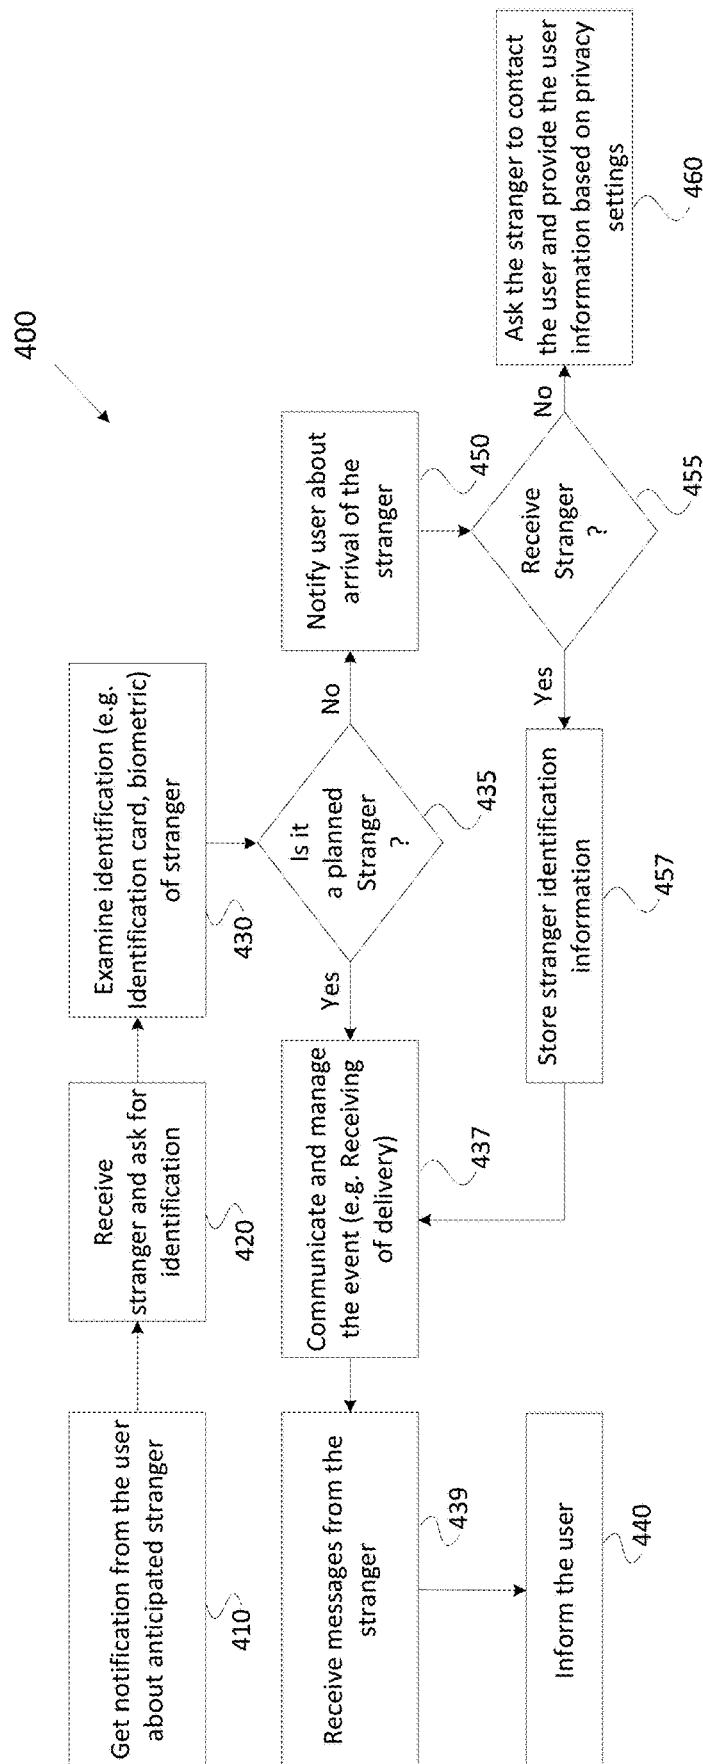 400
Get notification from the user
about anticipated stranger
410
Receive
stranger and ask for
identification
420
Examine identification (e.g.
Identification card, biometric)
of stranger
430
Is it
a planned
Stranger
?
435
Yes
No
Communicate and manage
the event (e.g. Receiving
of delivery)
437
Receive messages from the
stranger
439
Inform the user
440
Notify user about
arrival of the
stranger
450
Receive
Stranger
?
455
Yes
No
Store stranger identification
information
457
Ask the stranger to contact
the user and provide the user
information based on privacy
settings
460